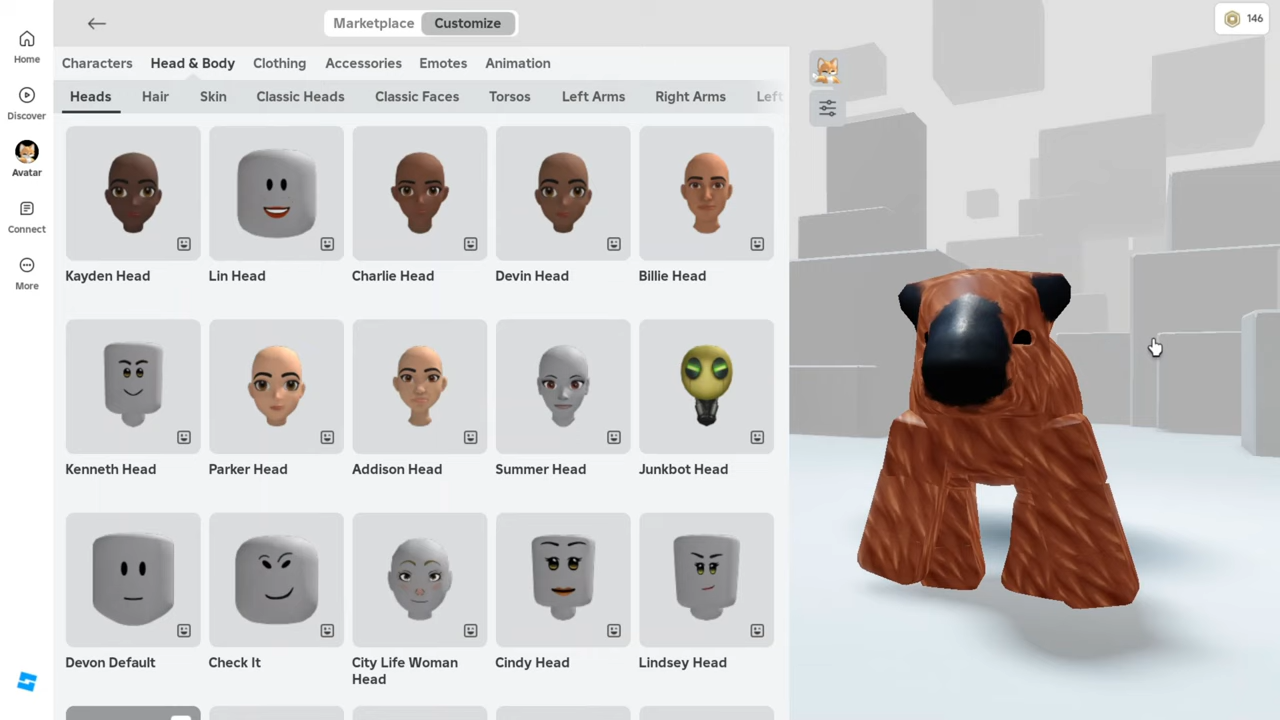 Marketplace
Customize
146
Home
Discover
Avatar
Connect
More
Characters
Head & Body
Clothing
Accessories
Emotes
Animation
Heads
Hair
Skin
Classic Heads
Classic Faces
Torsos
Left Arms
Right Arms
Left
Kayden Head
Lin Head
Charlie Head
Devin Head
Billie Head
Kenneth Head
Parker Head
Addison Head
Summer Head
Junkbot Head
Devon Default
Check It
City Life Woman
Head
Cindy Head
Lindsey Head